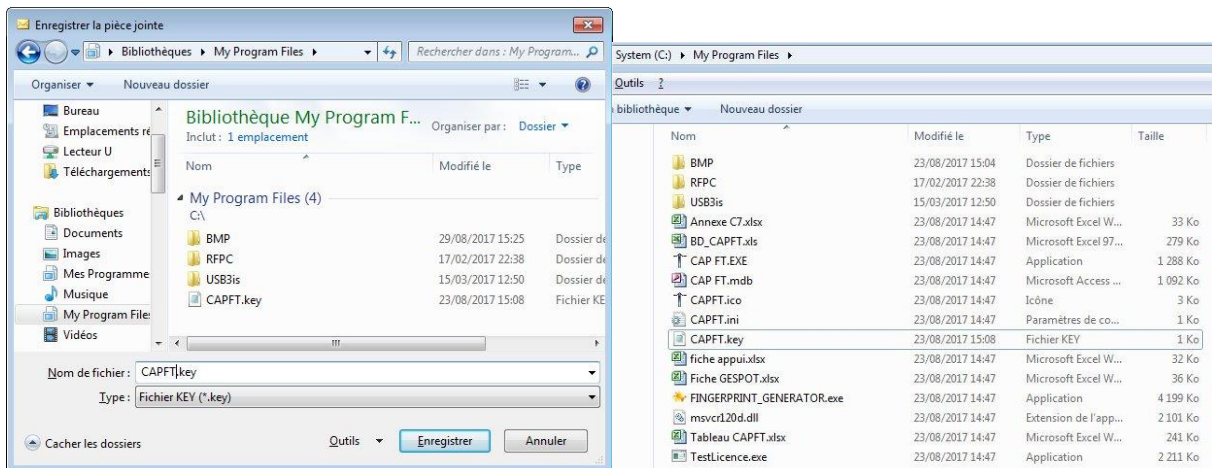 Enregistrer la pièce jointe
Bibliothèques ▸ My Program Files ▸
Rechercher dans : My Program...
Organiser ▾ Nouveau dossier
Bureau
Emplacements ré
Lecteur U
Téléchargements
Bibliothèques
Documents
Images
Mes Programme
Musique
My Program Files
Vidéos
Bibliothèque My Program F...
Inclut : 1 emplacement
Organiser par : Dossier ▾
Nom Modifié le Type
My Program Files (4)
C:\
BMP 29/08/2017 15:25 Dossier de
RFPC 17/02/2017 22:38 Dossier de
USB3is 15/03/2017 12:50 Dossier de
CAPFT.key 23/08/2017 15:08 Fichier KE
Nom de fichier : CAPFT.key
Type : Fichier KEY (*.key)
Cacher les dossiers Outils ▾ Enregistrer Annuler
System (C:) ▸ My Program Files ▸
Outils ?
bibliothèque ▾ Nouveau dossier
Nom Modifié le Type Taille
BMP 23/08/2017 15:04 Dossier de fichiers
RFPC 17/02/2017 22:38 Dossier de fichiers
USB3is 15/03/2017 12:50 Dossier de fichiers
Annexe C7.xlsx 23/08/2017 14:47 Microsoft Excel W... 33 Ko
BD_CAPFT.xls 23/08/2017 14:47 Microsoft Excel 97... 279 Ko
CAP FT.EXE 23/08/2017 14:47 Application 1 288 Ko
CAP FT.mdb 23/08/2017 14:47 Microsoft Access ... 1 092 Ko
CAPFT.ico 23/08/2017 14:47 Icône 3 Ko
CAPFT.ini 23/08/2017 14:47 Paramètres de co... 1 Ko
CAPFT.key 23/08/2017 15:08 Fichier KEY 1 Ko
fiche appui.xlsx 23/08/2017 14:47 Microsoft Excel W... 32 Ko
Fiche GESPOT.xlsx 23/08/2017 14:47 Microsoft Excel W... 36 Ko
FINGERPRINT_GENERATOR.exe 23/08/2017 14:47 Application 4 199 Ko
msvcr120d.dll 23/08/2017 14:47 Extension de l'app... 2 101 Ko
Tableau CAPFT.xlsx 23/08/2017 14:47 Microsoft Excel W... 241 Ko
TestLicence.exe 23/08/2017 14:47 Application 2 211 Ko